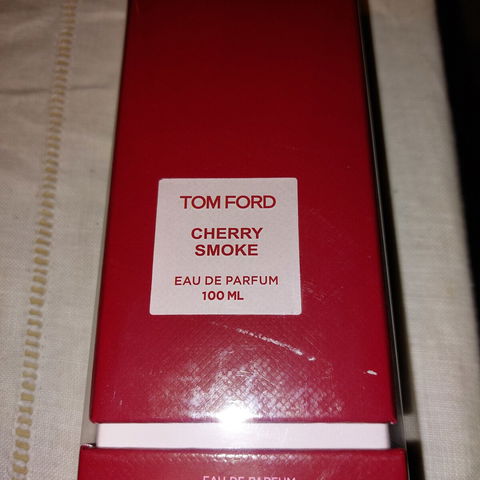 TOM FORD
CHERRY
SMOKE
EAU DE PARFUM
100 ML
EAU DE PARFUM